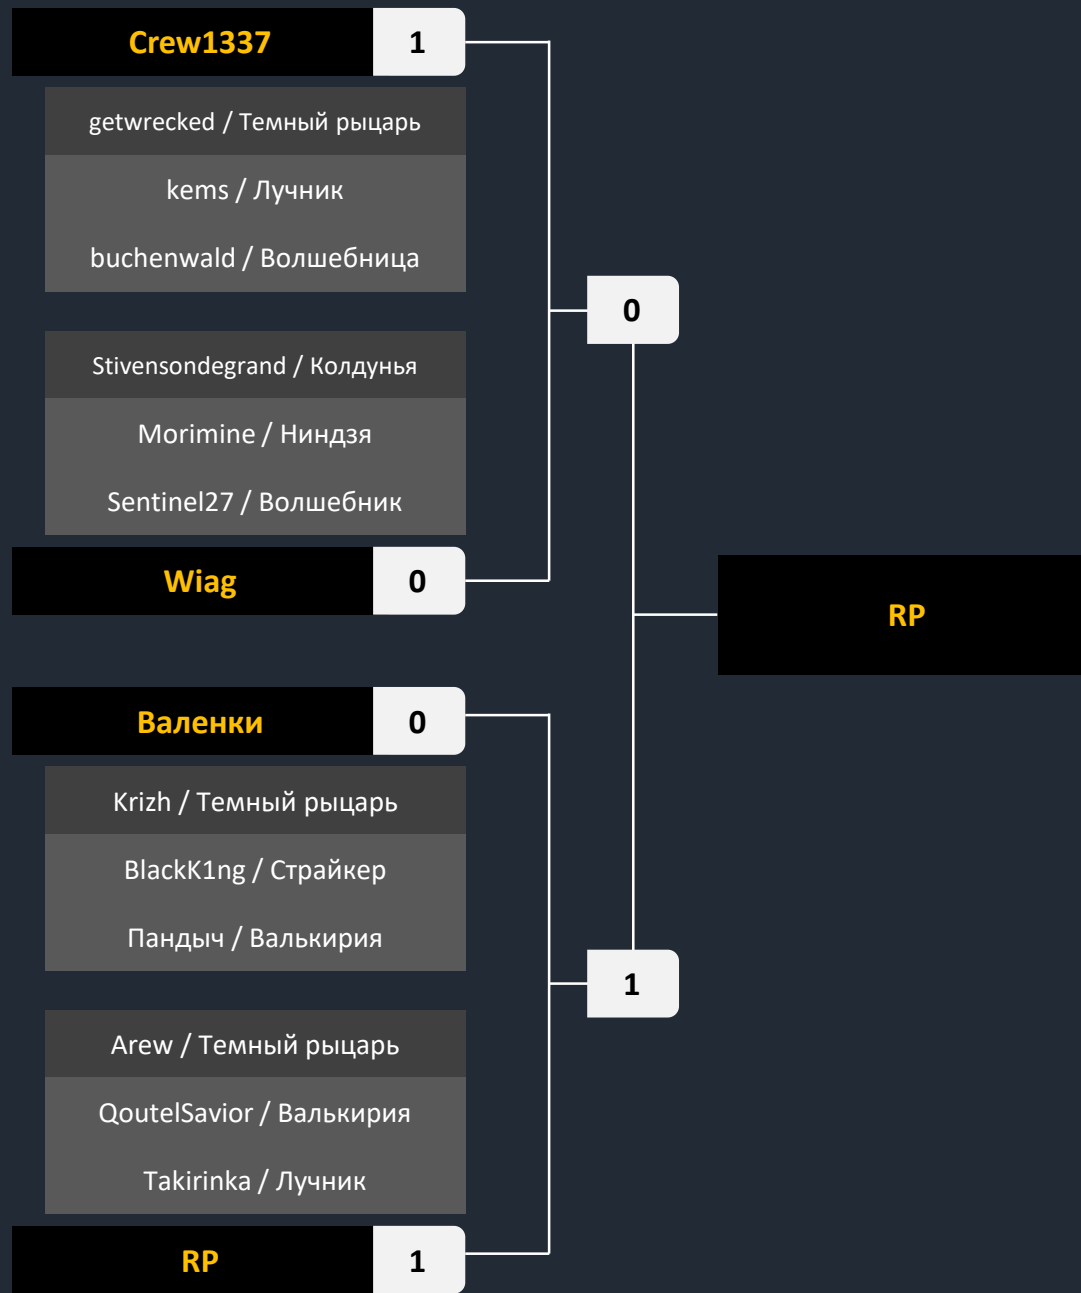 Crew1337 1
getwrecked / Темный рыцарь
kems / Лучник
buchenwald / Волшебница
0
Stivensondegrand / Колдунья
Morimine / Ниндзя
Sentinel27 / Волшебник
Wiag 0
RP
Валенки 0
Krizh / Темный рыцарь
BlackK1ng / Страйкер
Пандыч / Валькирия
1
Arew / Темный рыцарь
QoutelSavior / Валькирия
Takirinka / Лучник
RP 1